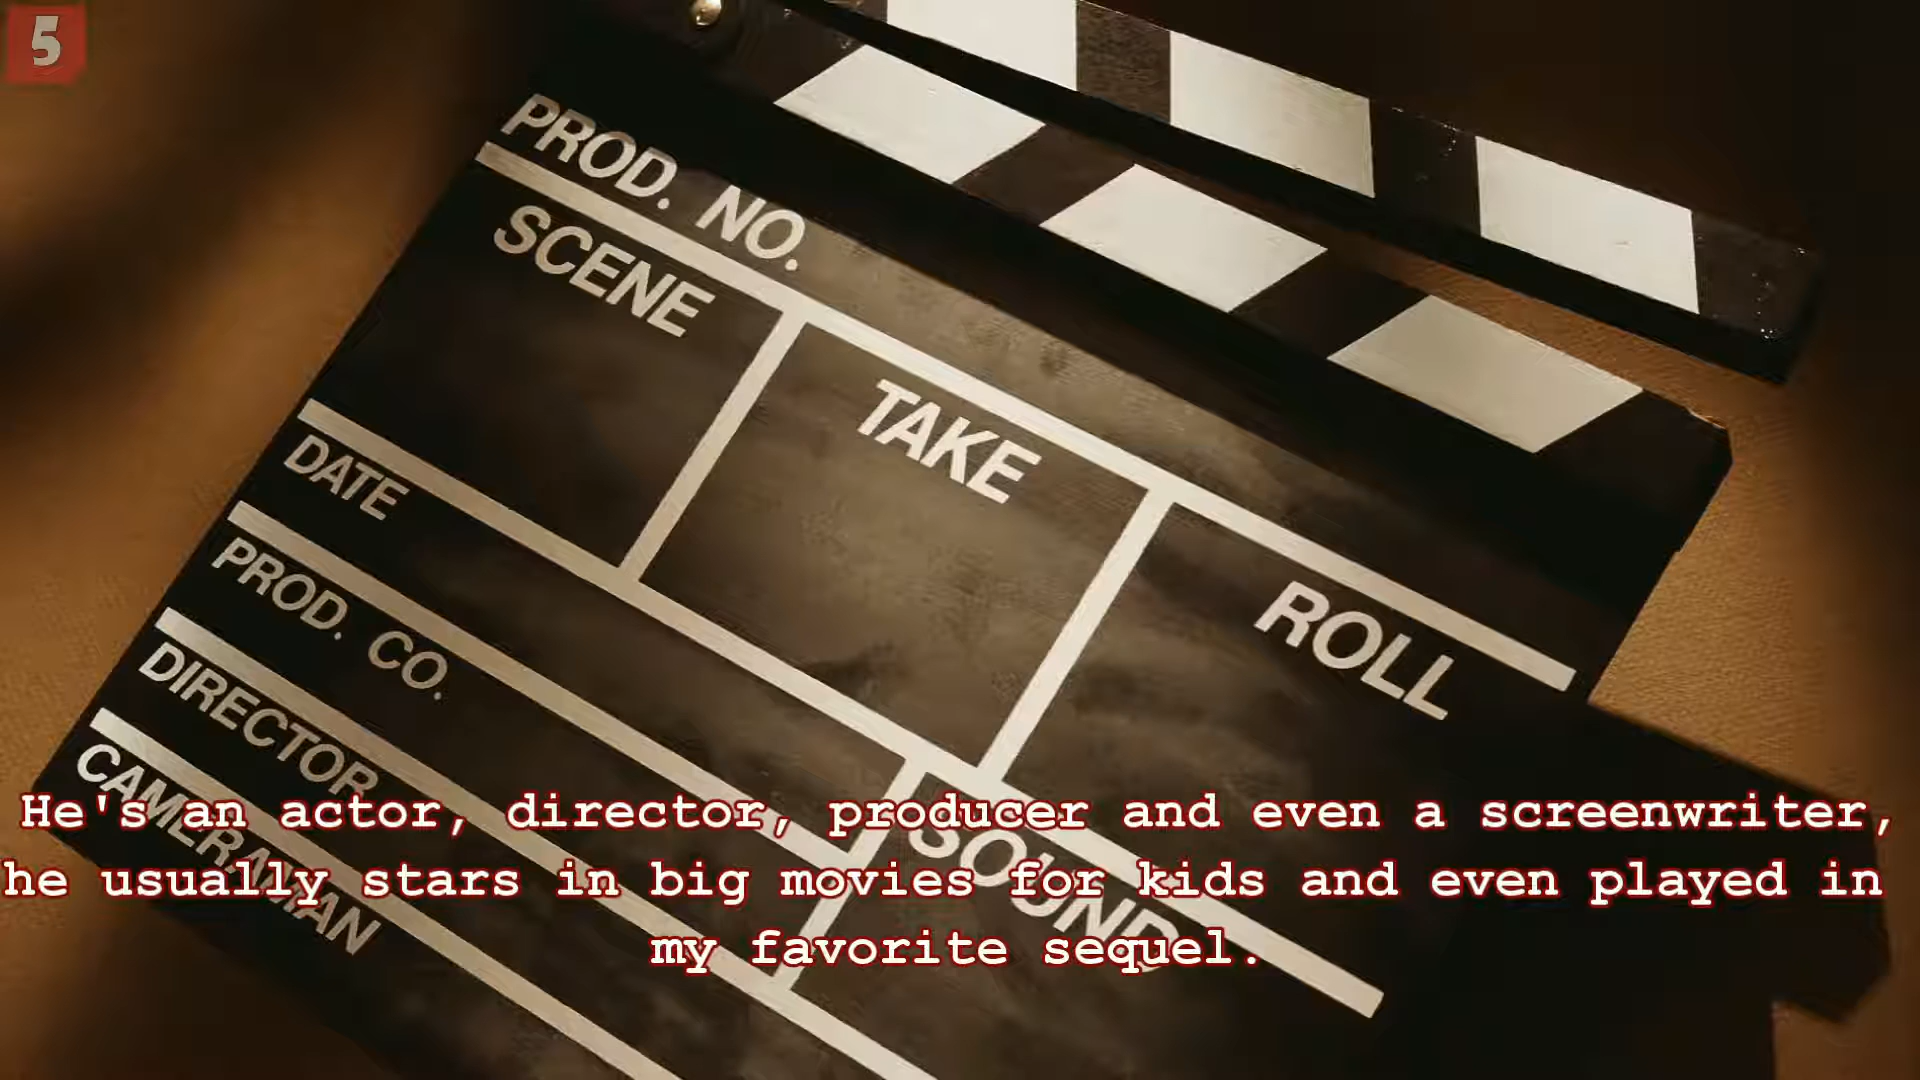 5
PROD. NO.
SCENE
TAKE
ROLL
DATE
PROD. CO.
DIRECTOR
CAMERAMAN
SOUND
He's an actor, director, producer and even a screenwriter,
he usually stars in big movies for kids and even played in
my favorite sequel.